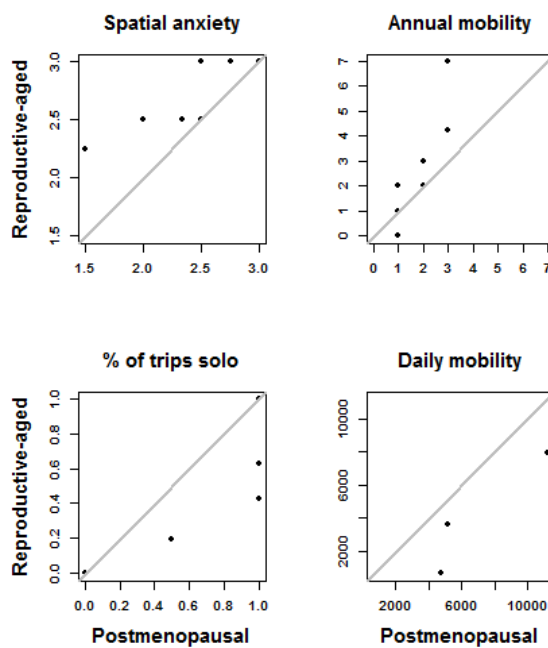 Spatial anxiety
Annual mobility
Reproductive-aged
3.0
2.5
2.0
1.5
1.5 2.0 2.5 3.0
7
6
5
4
3
2
1
0
0 1 2 3 4 5 6 7
% of trips solo
Daily mobility
Reproductive-aged
1.0
0.8
0.6
0.4
0.2
0.0
0.0 0.2 0.4 0.6 0.8 1.0
10000
6000
2000
2000 6000 10000
Postmenopausal
Postmenopausal